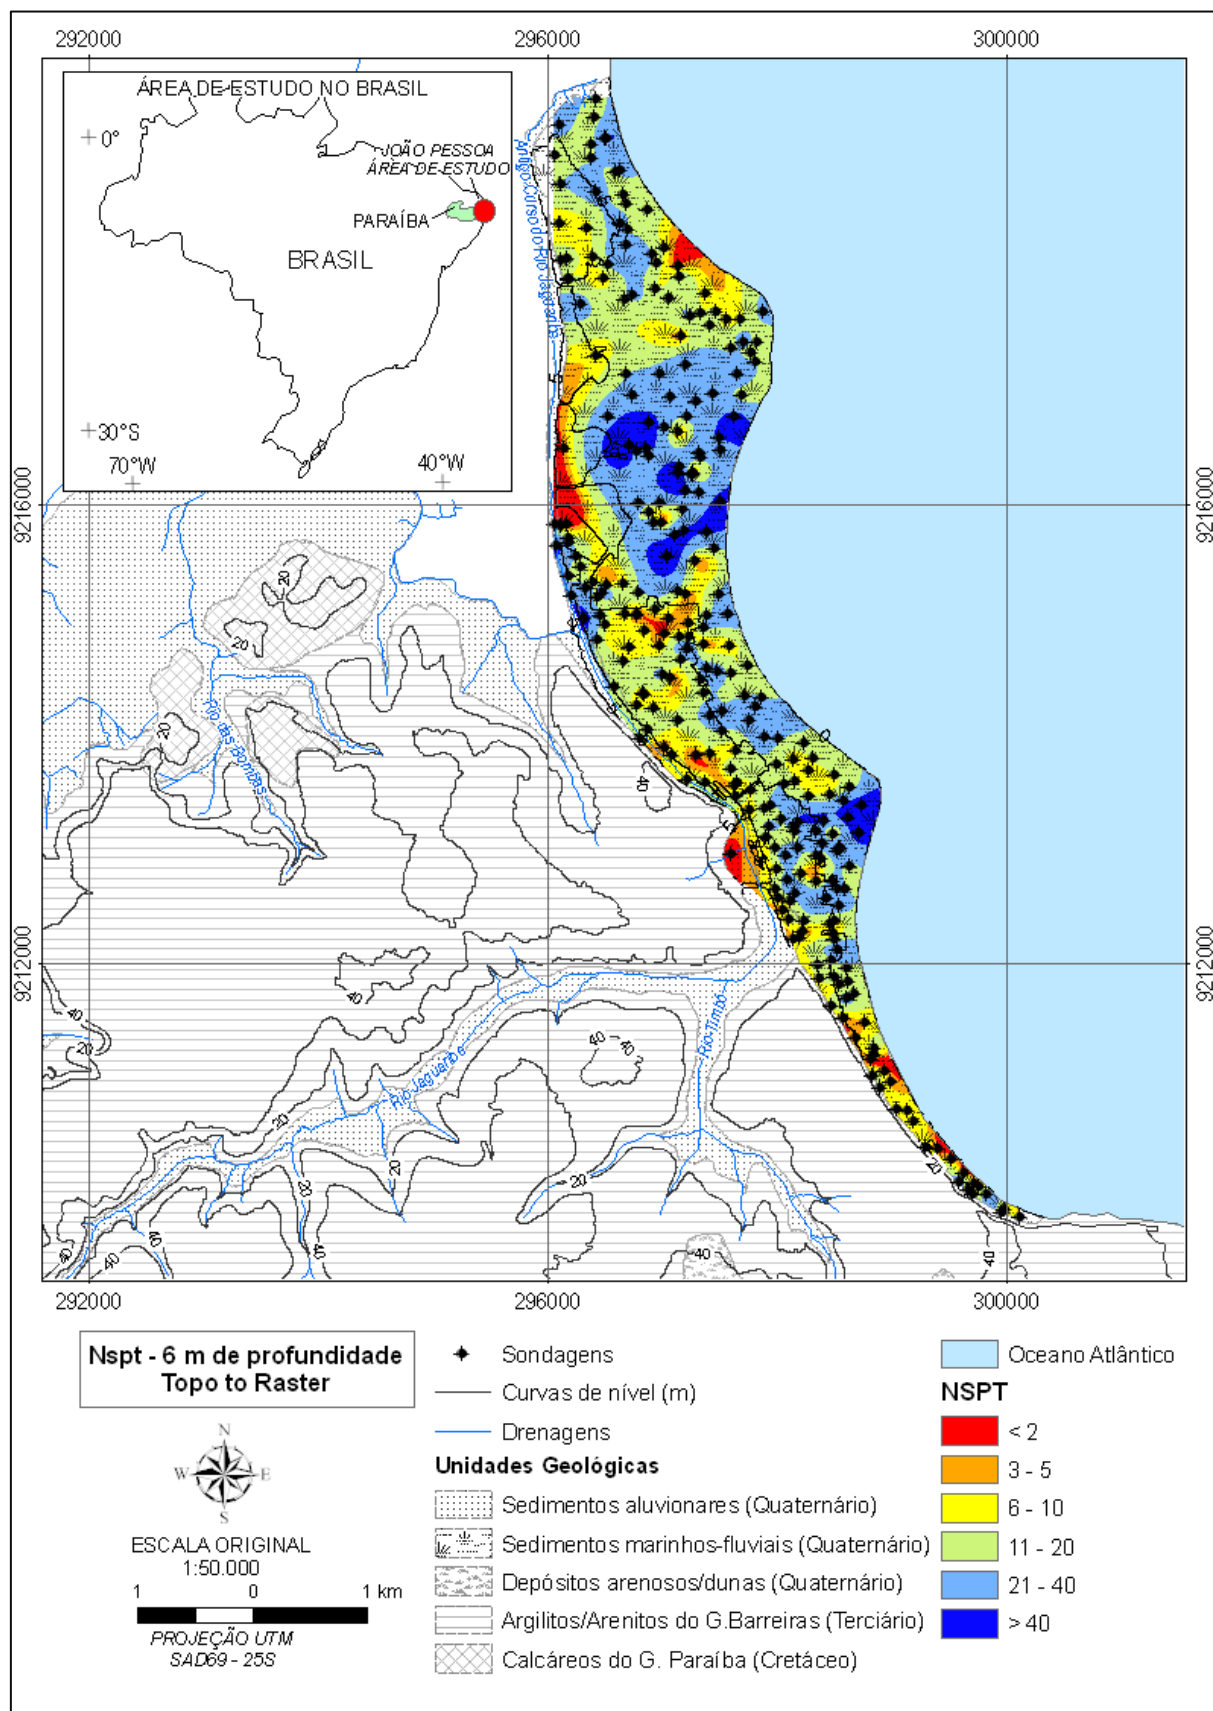 292000
296000
300000
ÁREA DE ESTUDO NO BRASIL
0°
JOÃO PESSOA
ÁREA DE ESTUDO
PARAÍBA
BRASIL
30°S
70°W
40°W
Antigo Curso do Rio Jaguaribe
5
5
9216000
9216000
20
20
20
Rio das Bombas
0
40
5
9212000
9212000
40
20
40
40
40
Rio Jaguaribe
Rio Timbó
20
20
20
20
20
40
40
40
40
40
40
292000
296000
300000
Nspt - 6 m de profundidade
Topo to Raster
N
W
E
S
ESCALA ORIGINAL
1:50.000
1
0
1 km
PROJEÇÃO UTM
SAD69 - 25S
Sondagens
Curvas de nível (m)
Drenagens
Unidades Geológicas
Sedimentos aluvionares (Quaternário)
Sedimentos marinhos-fluviais (Quaternário)
Depósitos arenosos/dunas (Quaternário)
Argilitos/Arenitos do G.Barreiras (Terciário)
Calcáreos do G. Paraíba (Cretáceo)
Oceano Atlântico
NSPT
< 2
3 - 5
6 - 10
11 - 20
21 - 40
> 40